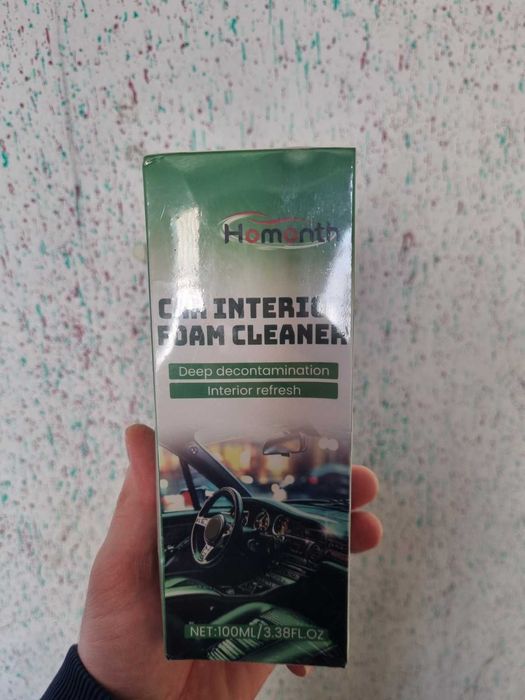 Homonth
CAR INTERIOR
FOAM CLEANER
Deep decontamination
Interior refresh
NET:100ML/3.38FL.OZ